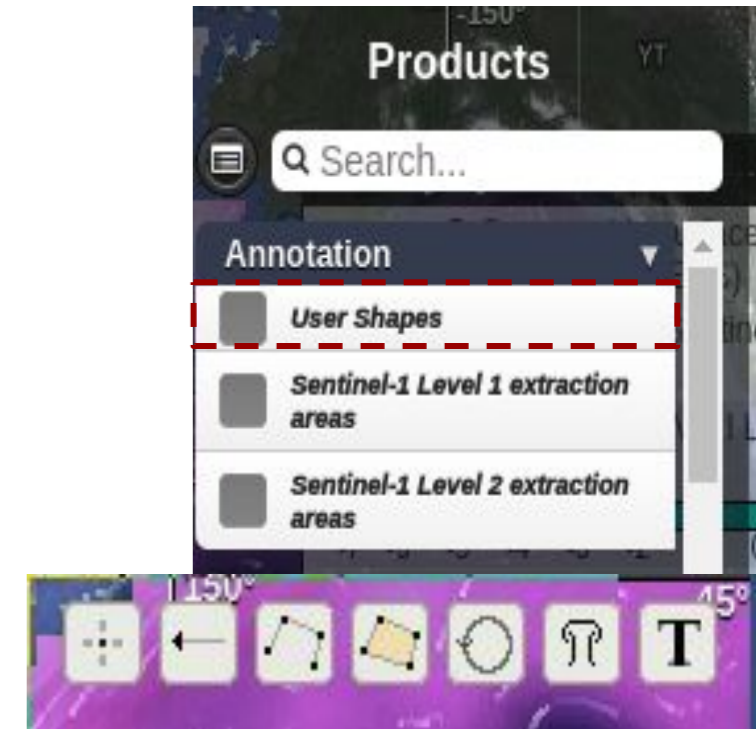 -150°
Products
YT
Search...
Annotation
User Shapes
Sentinel-1 Level 1 extraction
areas
Sentinel-1 Level 2 extraction
areas
150°
45°
T